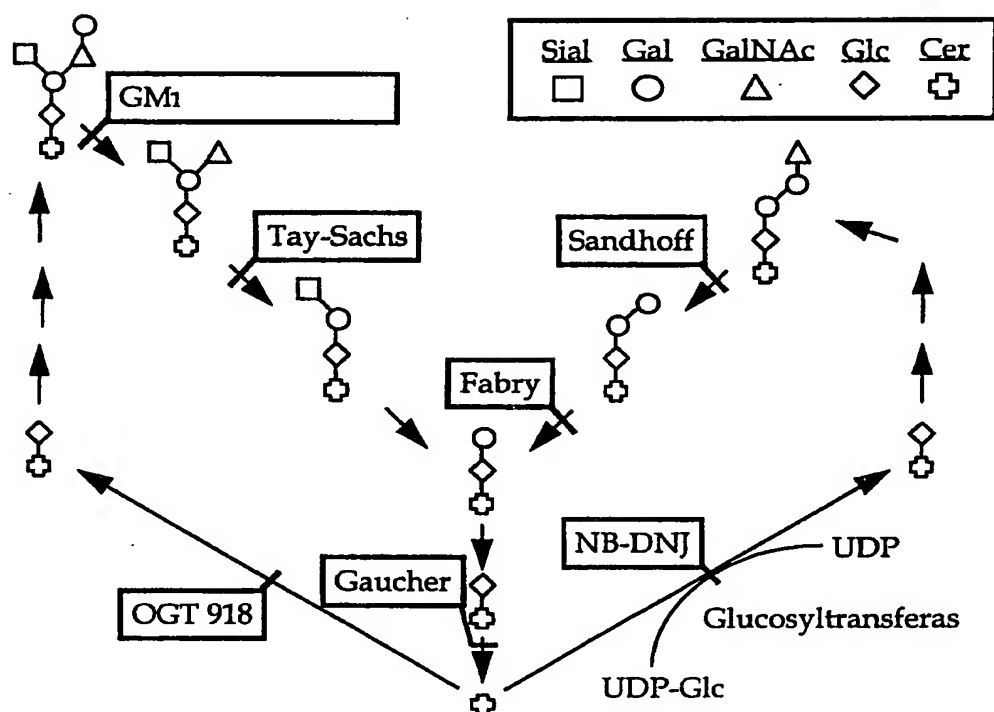 Sial Gal GalNAc Glc Cer
GM1
Tay-Sachs
Sandhoff
Fabry
NB-DNJ
UDP
Gaucher
OGT 918
Glucosyltransferas
UDP-Glc